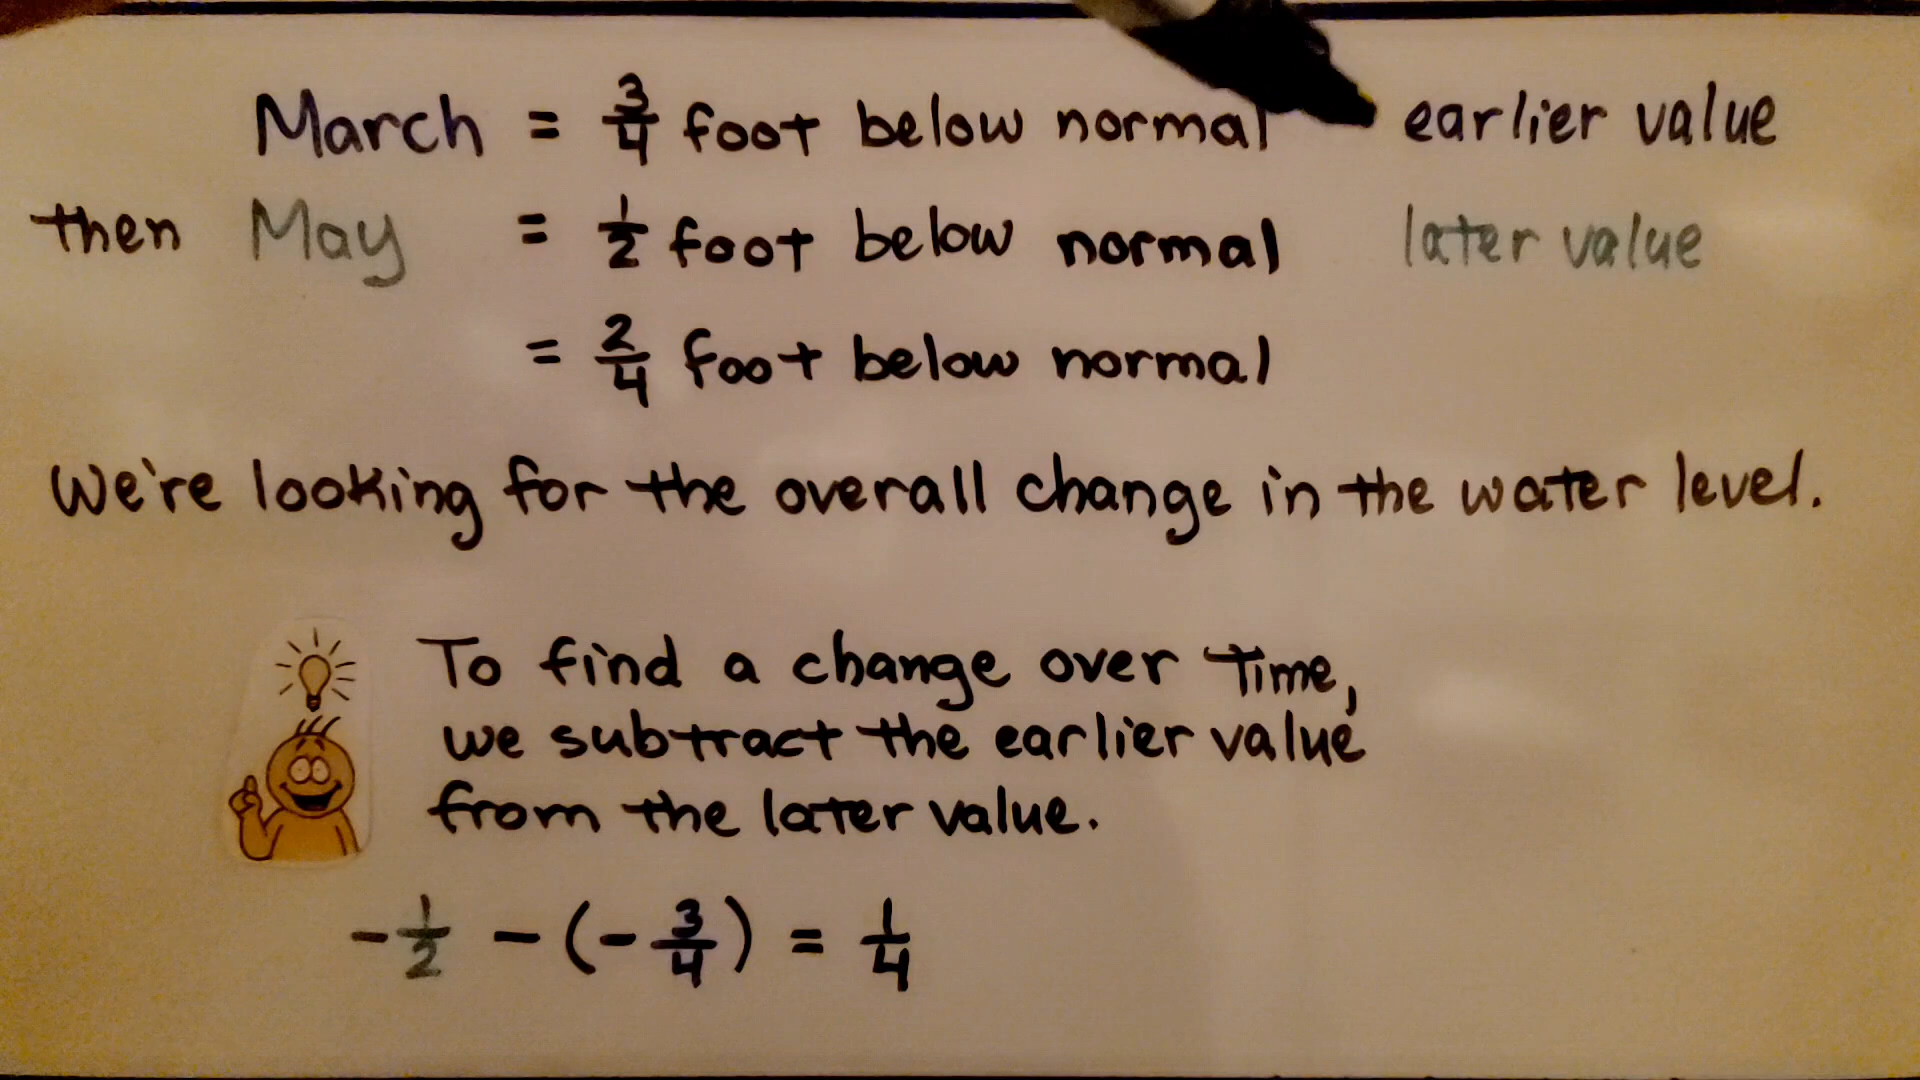 March = 3/4 foot below normal earlier value
then May = 1/2 foot below normal later value
= 2/4 foot below normal
We're looking for the overall change in the water level.
To find a change over time,
we subtract the earlier value
from the later value.
-1/2 - (-3/4) = 1/4